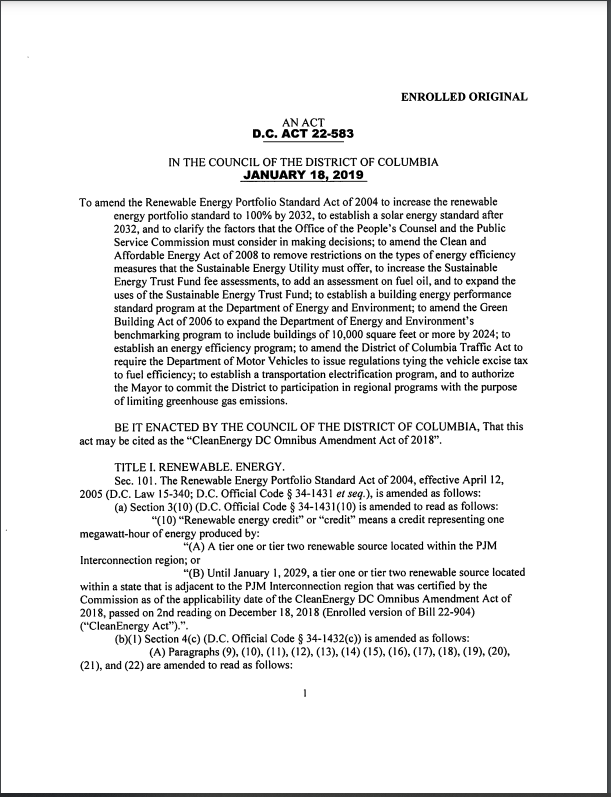 ENROLLED ORIGINAL
AN ACT
D.C. ACT 22-583
IN THE COUNCIL OF THE DISTRICT OF COLUMBIA
JANUARY 18, 2019
To amend the Renewable Energy Portfolio Standard Act of 2004 to increase the renewable
energy portfolio standard to 100% by 2032, to establish a solar energy standard after
2032, and to clarify the factors that the Office of the People's Counsel and the Public
Service Commission must consider in making decisions; to amend the Clean and
Affordable Energy Act of 2008 to remove restrictions on the types of energy efficiency
measures that the Sustainable Energy Utility must offer, to increase the Sustainable
Energy Trust Fund fee assessments, to add an assessment on fuel oil, and to expand the
uses of the Sustainable Energy Trust Fund; to establish a building energy performance
standard program at the Department of Energy and Environment; to amend the Green
Building Act of 2006 to expand the Department of Energy and Environment's
benchmarking program to include buildings of 10,000 square feet or more by 2024; to
establish an energy efficiency program; to amend the District of Columbia Traffic Act to
require the Department of Motor Vehicles to issue regulations tying the vehicle excise tax
to fuel efficiency; to establish a transportation electrification program, and to authorize
the Mayor to commit the District to participation in regional programs with the purpose
of limiting greenhouse gas emissions.
BE IT ENACTED BY THE COUNCIL OF THE DISTRICT OF COLUMBIA, That this
act may be cited as the "CleanEnergy DC Omnibus Amendment Act of 2018".
TITLE I. RENEWABLE. ENERGY.
Sec. 101. The Renewable Energy Portfolio Standard Act of 2004, effective April 12,
2005 (D.C. Law 15-340; D.C. Official Code § 34-1431 et seq.), is amended as follows:
(a) Section 3(10) (D.C. Official Code § 34-1431(10) is amended to read as follows:
"(10) "Renewable energy credit" or "credit" means a credit representing one
megawatt-hour of energy produced by:
"(A) A tier one or tier two renewable source located within the PJM
Interconnection region; or
"(B) Until January 1, 2029, a tier one or tier two renewable source located
within a state that is adjacent to the PJM Interconnection region that was certified by the
Commission as of the applicability date of the CleanEnergy DC Omnibus Amendment Act of
2018, passed on 2nd reading on December 18, 2018 (Enrolled version of Bill 22-904)
("CleanEnergy Act").".
(b)(1) Section 4(c) (D.C. Official Code § 34-1432(c)) is amended as follows:
(A) Paragraphs (9), (10), (11), (12), (13), (14) (15), (16), (17), (18), (19), (20),
(21), and (22) are amended to read as follows:
1